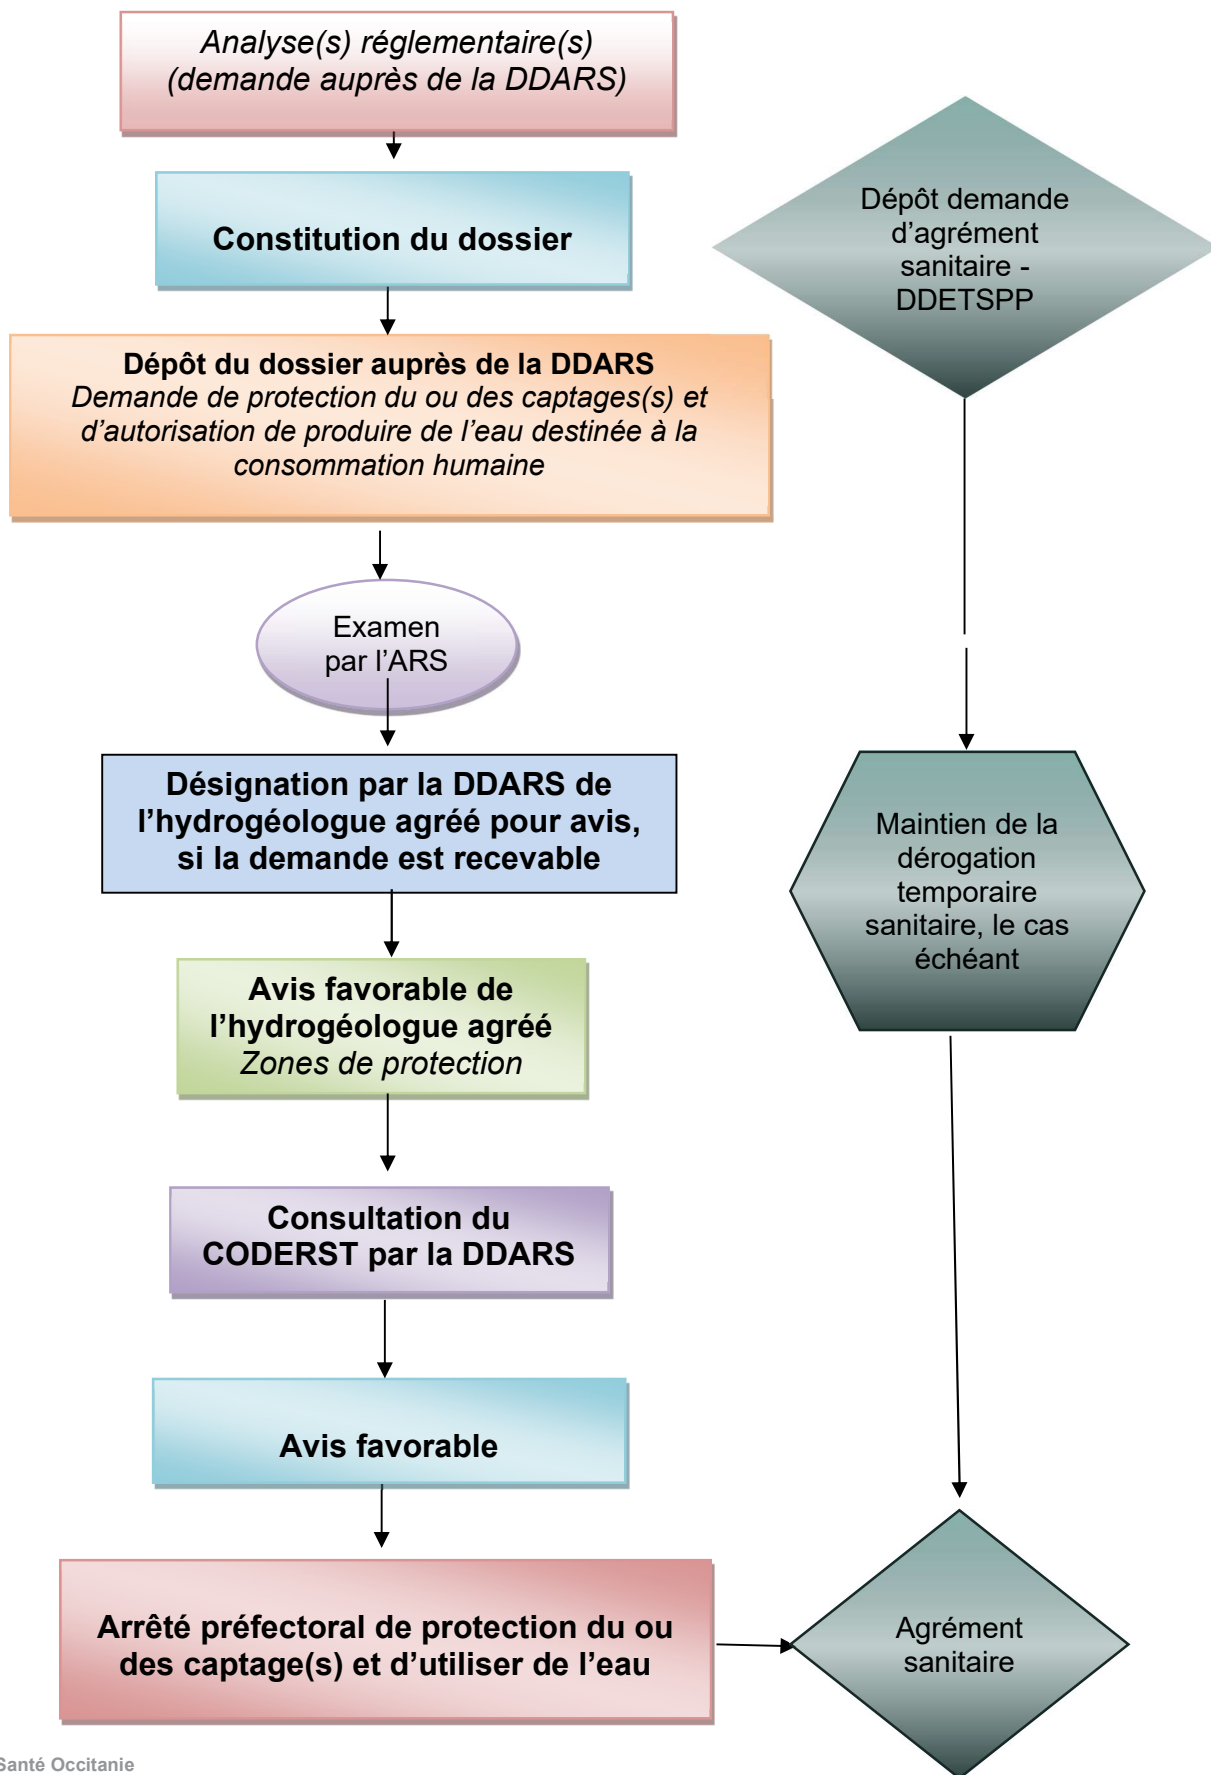 Analyse(s) réglementaire(s)
(demande auprès de la DDARS)
Constitution du dossier
Dépôt du dossier auprès de la DDARS
Demande de protection du ou des captages(s) et
d’autorisation de produire de l’eau destinée à la
consommation humaine
Examen
par l’ARS
Désignation par la DDARS de
l’hydrogéologue agréé pour avis,
si la demande est recevable
Avis favorable de
l’hydrogéologue agréé
Zones de protection
Consultation du
CODERST par la DDARS
Avis favorable
Arrêté préfectoral de protection du ou
des captage(s) et d’utiliser de l’eau
Dépôt demande
d’agrément
sanitaire -
DDETSPP
Maintien de la
dérogation
temporaire
sanitaire, le cas
échéant
Agrément
sanitaire
Santé Occitanie